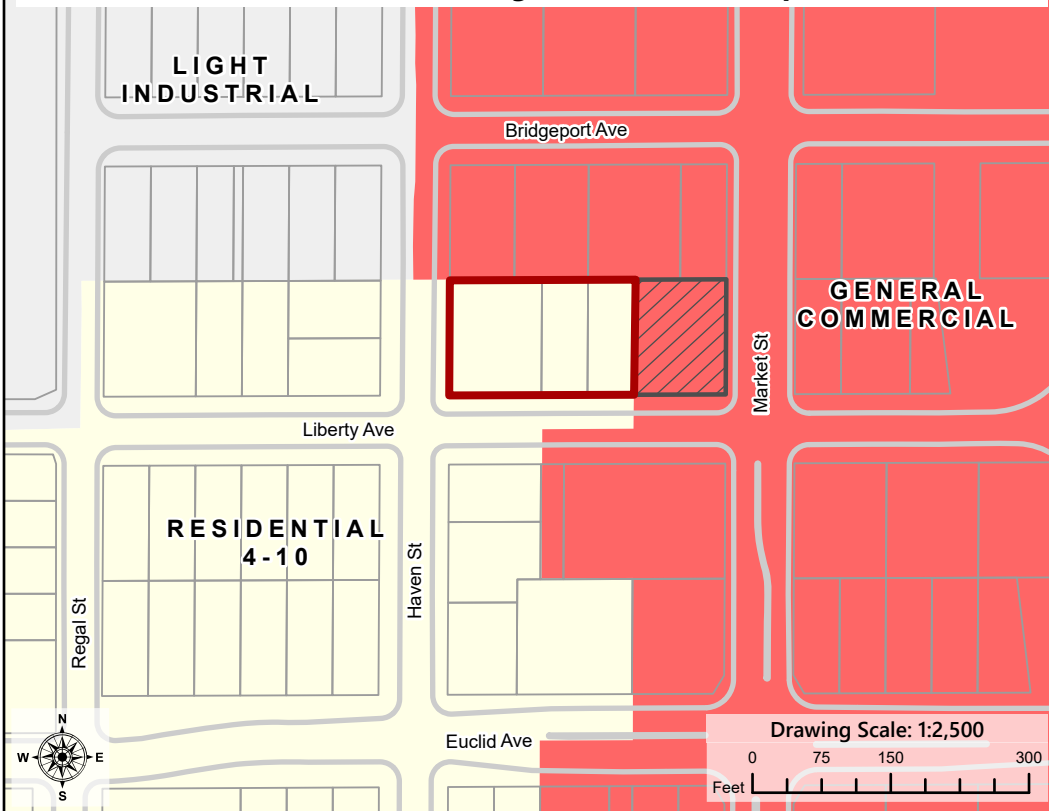 LIGHT
INDUSTRIAL
Bridgeport Ave
GENERAL
COMMERCIAL
Market St
Liberty Ave
RESIDENTIAL
4-10
Haven St
Regal St
N
W E
S
Euclid Ave
Drawing Scale: 1:2,500
0 75 150 300
Feet